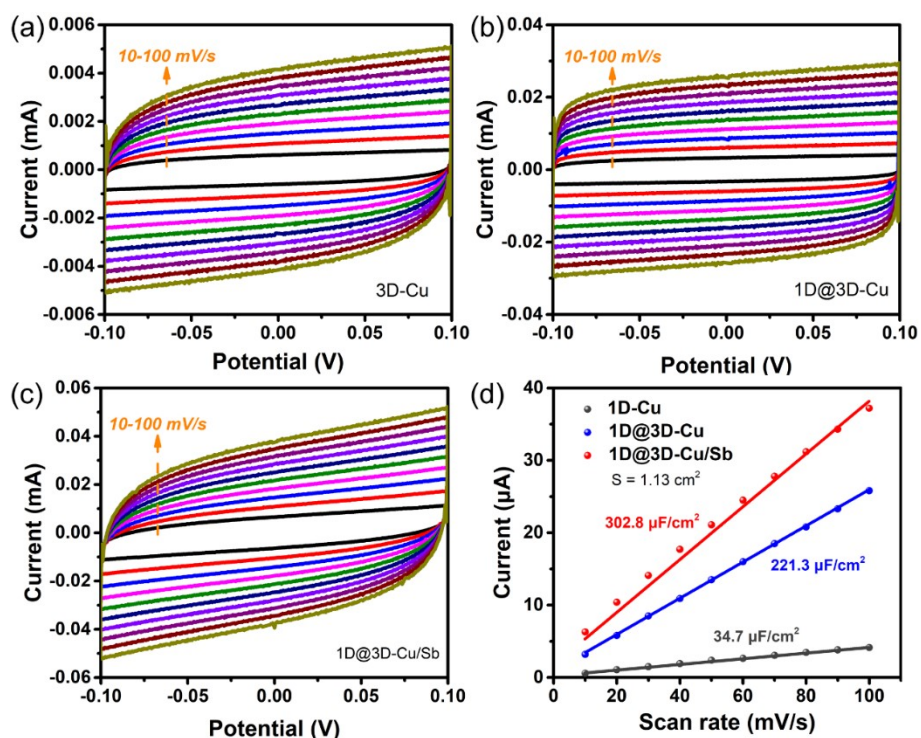 (a)
0.006
0.004
0.002
0.000
-0.002
-0.004
-0.006
Current (mA)
10-100 mV/s
3D-Cu
-0.10
-0.05
0.00
0.05
0.10
Potential (V)
(b)
0.04
0.02
0.00
-0.02
-0.04
Current (mA)
10-100 mV/s
1D@3D-Cu
-0.10
-0.05
0.00
0.05
0.10
Potential (V)
(c)
0.06
0.04
0.02
0.00
-0.02
-0.04
-0.06
Current (mA)
10-100 mV/s
1D@3D-Cu/Sb
-0.10
-0.05
0.00
0.05
0.10
Potential (V)
(d)
40
30
20
10
0
Current (µA)
1D-Cu
1D@3D-Cu
1D@3D-Cu/Sb
S = 1.13 cm²
302.8 µF/cm²
221.3 µF/cm²
34.7 µF/cm²
0
20
40
60
80
100
Scan rate (mV/s)